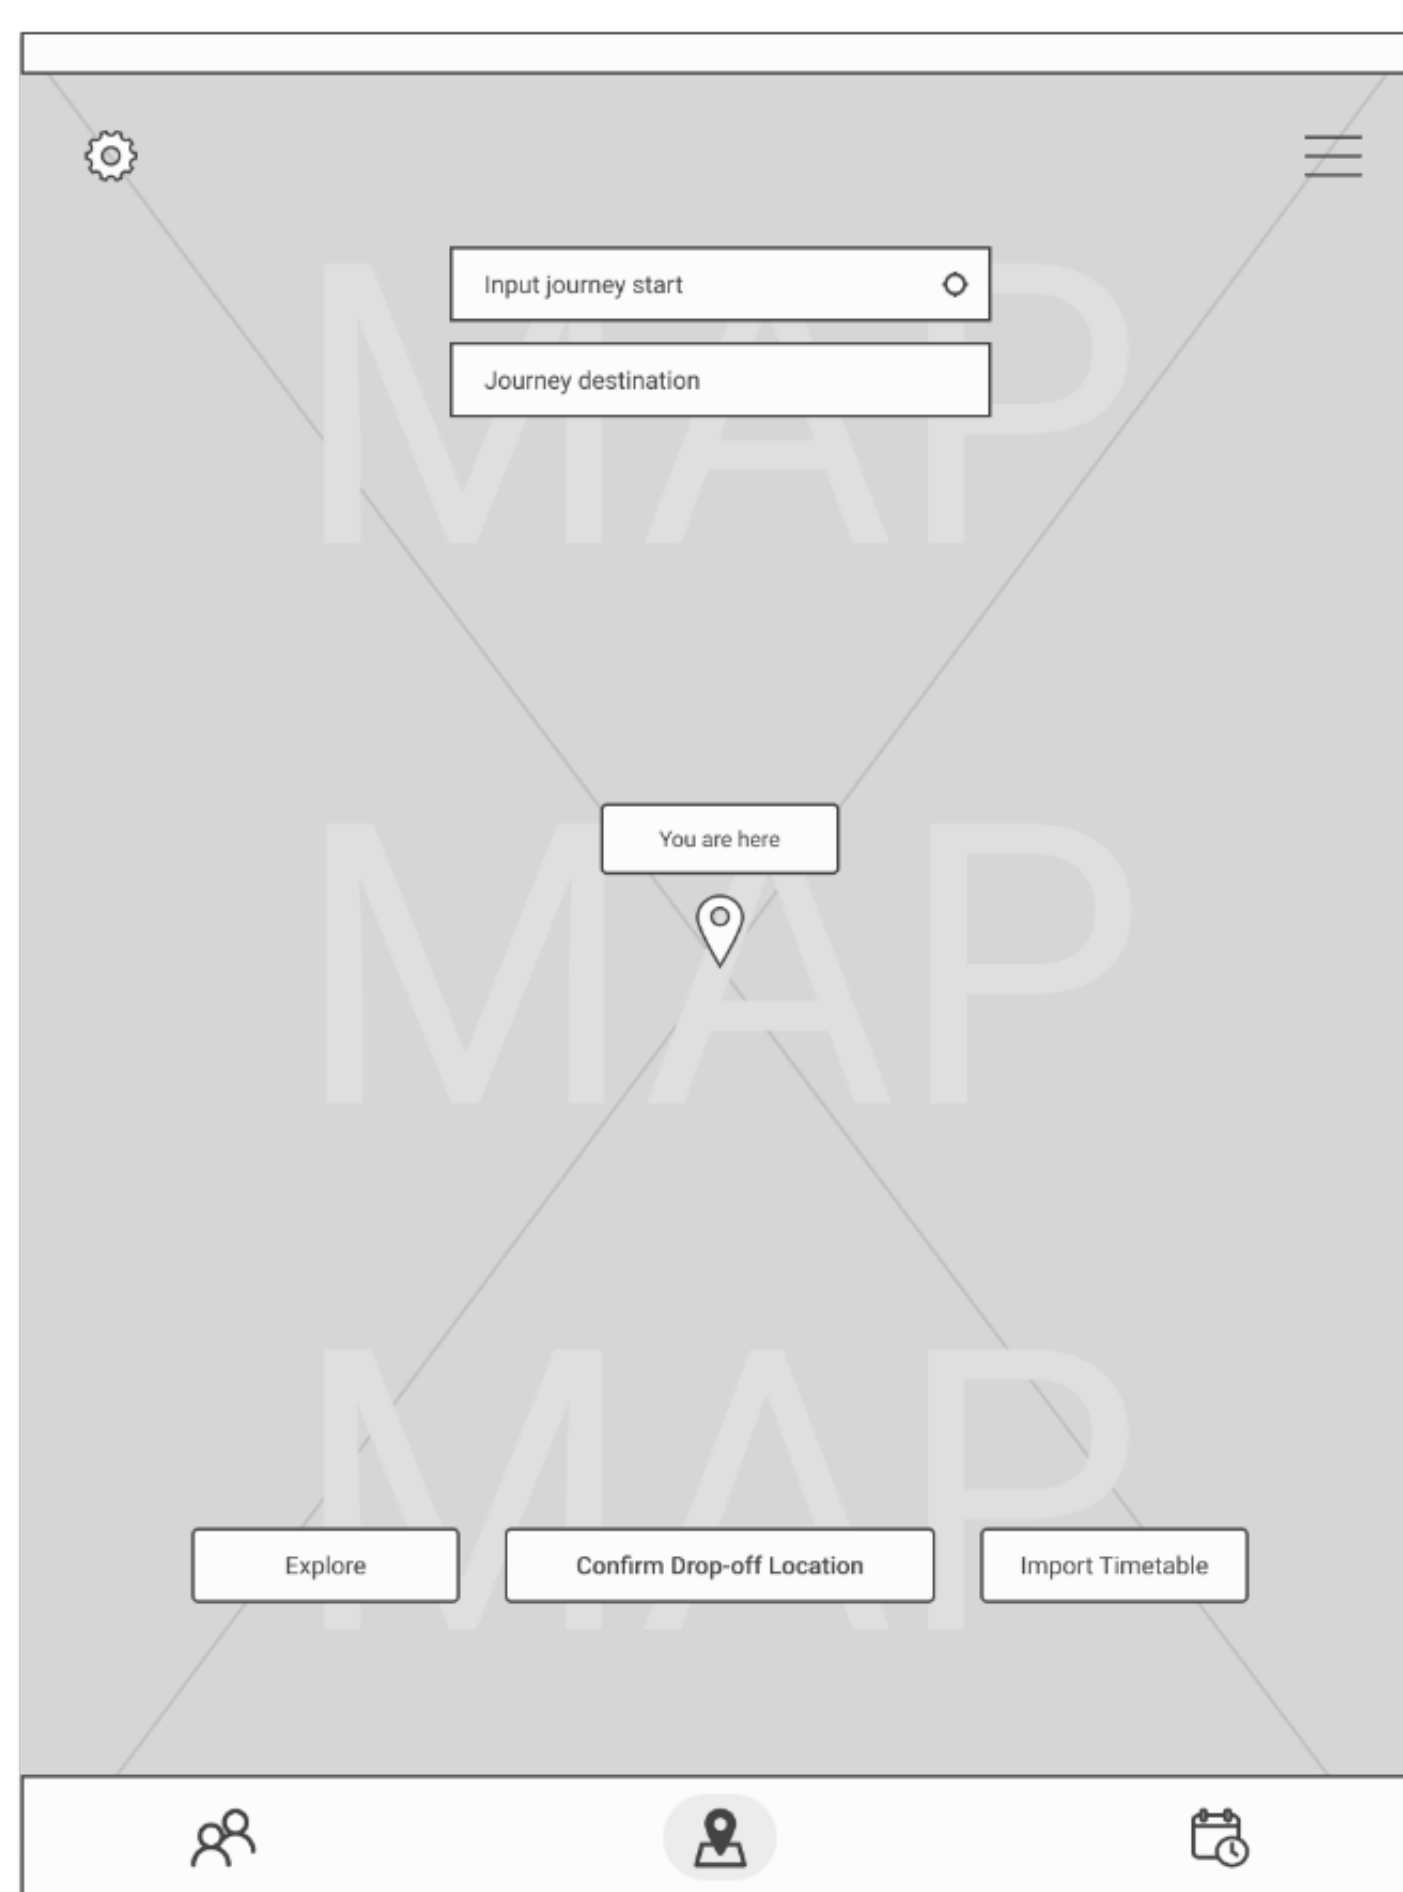 MAP
Input journey start
Journey destination
MAP
You are here
MAP
Explore
Confirm Drop-off Location
Import Timetable